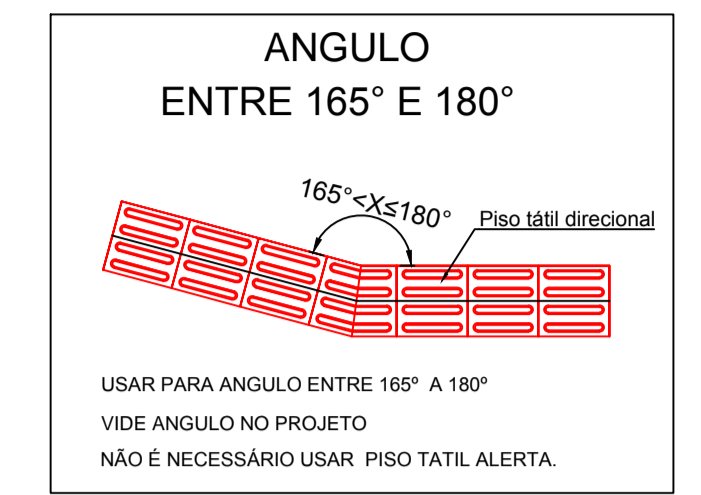 ANGULO
ENTRE 165° E 180°
165°<X≤180°
Piso tátil direcional
USAR PARA ANGULO ENTRE 165º A 180º
VIDE ANGULO NO PROJETO
NÃO É NECESSÁRIO USAR PISO TATIL ALERTA.